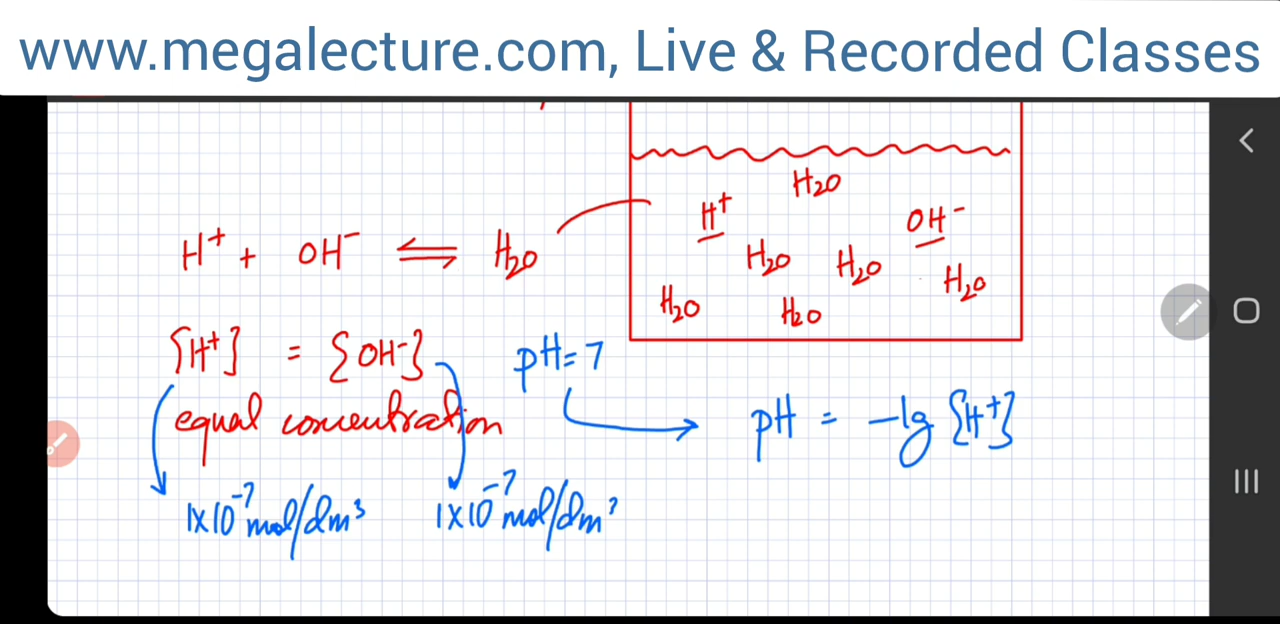 www.megalecture.com, Live & Recorded Classes
H2O
H⁺ OH⁻
H⁺ + OH⁻ ⇌ H2O
H2O H2O H2O
H2O H2O
[H⁺] = [OH⁻] pH = 7
equal concentration pH = -lg [H⁺]
1×10⁻⁷ mol/dm³ 1×10⁻⁷ mol/dm³